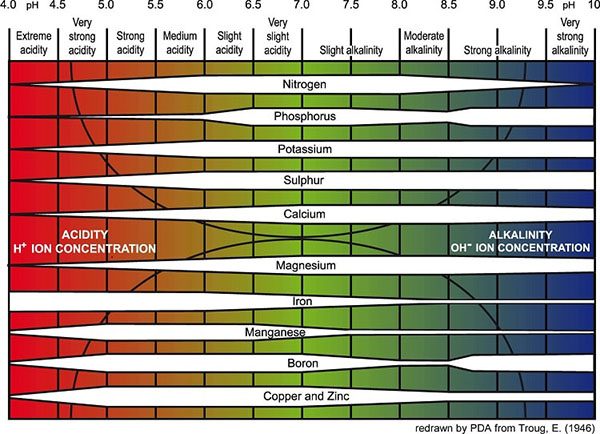 4.0 pH 4.5 5.0 5.5 6.0 6.5 7.0 7.5 8.0 8.5 9.0 9.5 pH 10
Extreme acidity
Very strong acidity
Strong acidity
Medium acidity
Slight acidity
Very slight acidity
Slight alkalinity
Moderate alkalinity
Strong alkalinity
Very strong alkalinity
Nitrogen
Phosphorus
Potassium
Sulphur
Calcium
ACIDITY
H⁺ ION CONCENTRATION
ALKALINITY
OH⁻ ION CONCENTRATION
Magnesium
Iron
Manganese
Boron
Copper and Zinc
redrawn by PDA from Troug, E. (1946)